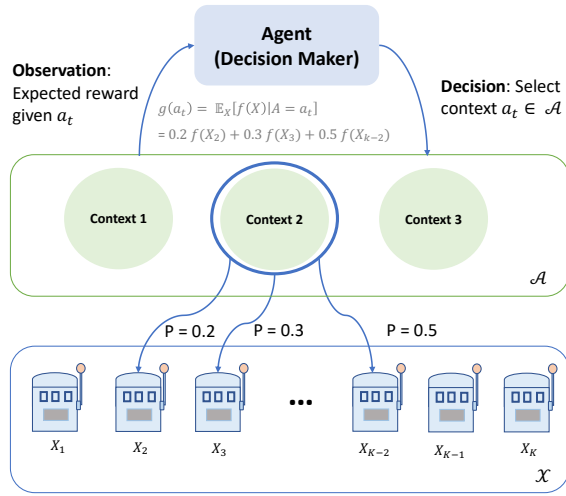 Agent
(Decision Maker)
Observation:
Expected reward
given a_t
g(a_t) = 𝔼_X[f(X)|A = a_t]
= 0.2 f(X_2) + 0.3 f(X_3) + 0.5 f(X_{k−2})
Decision: Select
context a_t ∈ 𝒜
Context 1
Context 2
Context 3
𝒜
P = 0.2
P = 0.3
P = 0.5
...
X_1
X_2
X_3
X_{K−2}
X_{K−1}
X_K
𝒳